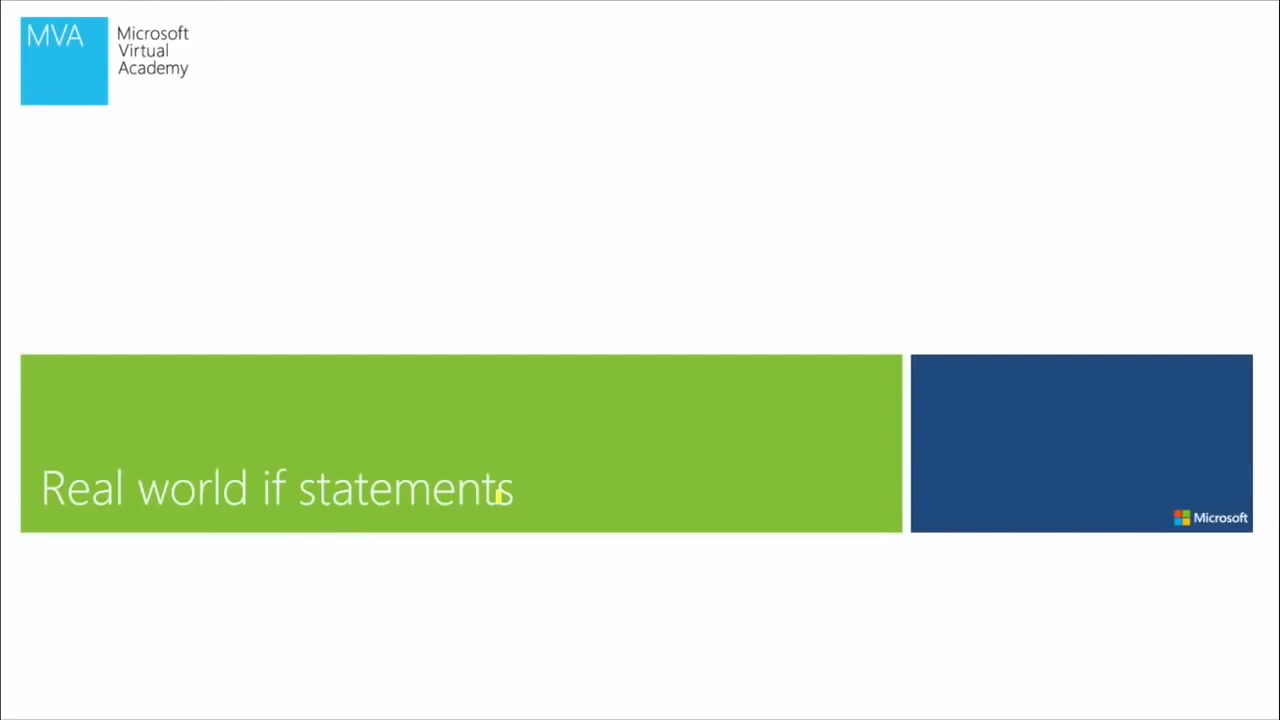 MVA
Microsoft
Virtual
Academy
Real world if statements
Microsoft